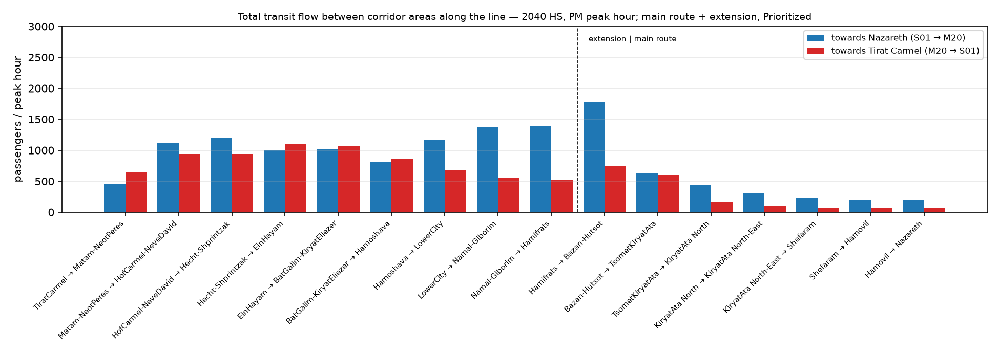 Total transit flow between corridor areas along the line — 2040 HS, PM peak hour; main route + extension, Prioritized
passengers / peak hour
3000
2500
2000
1500
1000
500
0
extension | main route
towards Nazareth (S01 → M20)
towards Tirat Carmel (M20 → S01)
TiratCarmel → Matam-NeotPeres
Matam-NeotPeres → HofCarmel-NeveDavid
HofCarmel-NeveDavid → Hecht-Shprintzak
Hecht-Shprintzak → EinHayam
EinHayam → BatGalim-KiryatEliezer
BatGalim-KiryatEliezer → Hamoshava
Hamoshava → LowerCity
LowerCity → Namal-Giborim
Namal-Giborim → Hamifrats
Hamifrats → Bazan-Hutsot
Bazan-Hutsot → TsometKiryatAta
TsometKiryatAta → KiryatAta North
KiryatAta North → KiryatAta North-East
KiryatAta North-East → Shefaram
Shefaram → Hamovil
Hamovil → Nazareth